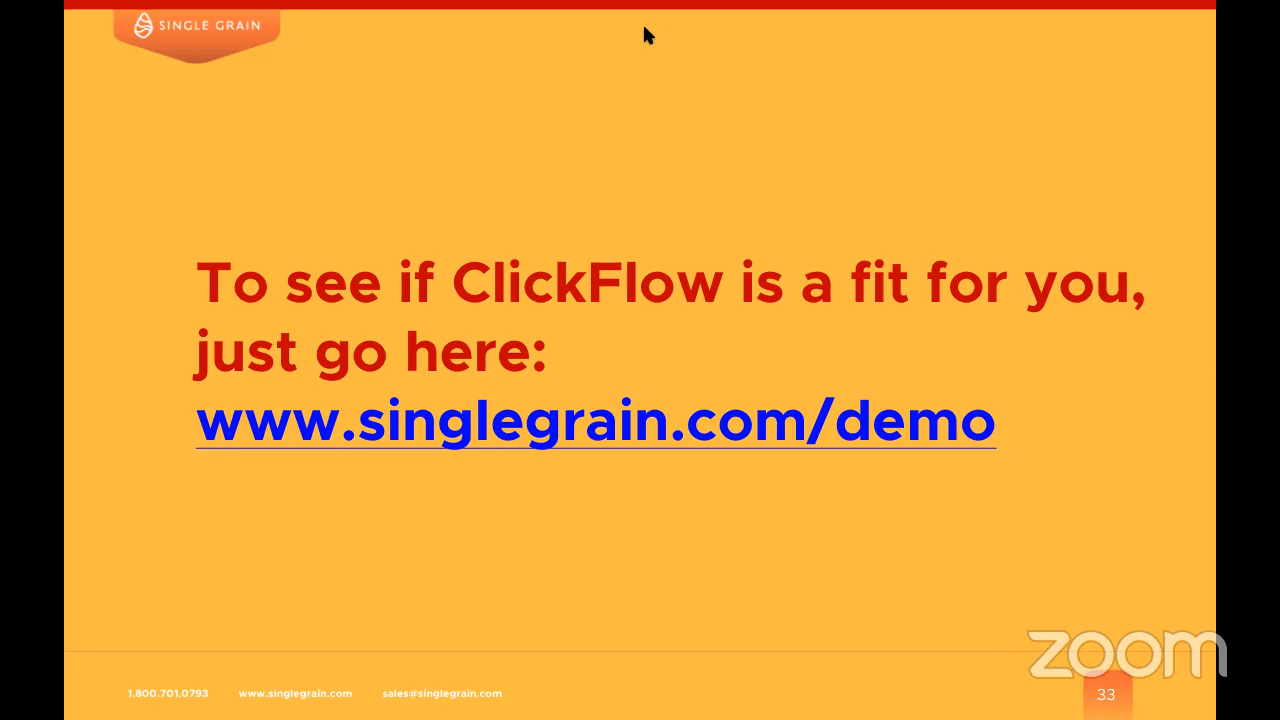 SINGLE GRAIN
To see if ClickFlow is a fit for you,
just go here:
www.singlegrain.com/demo
zoom
1.800.701.0793 www.singlegrain.com sales@singlegrain.com 33